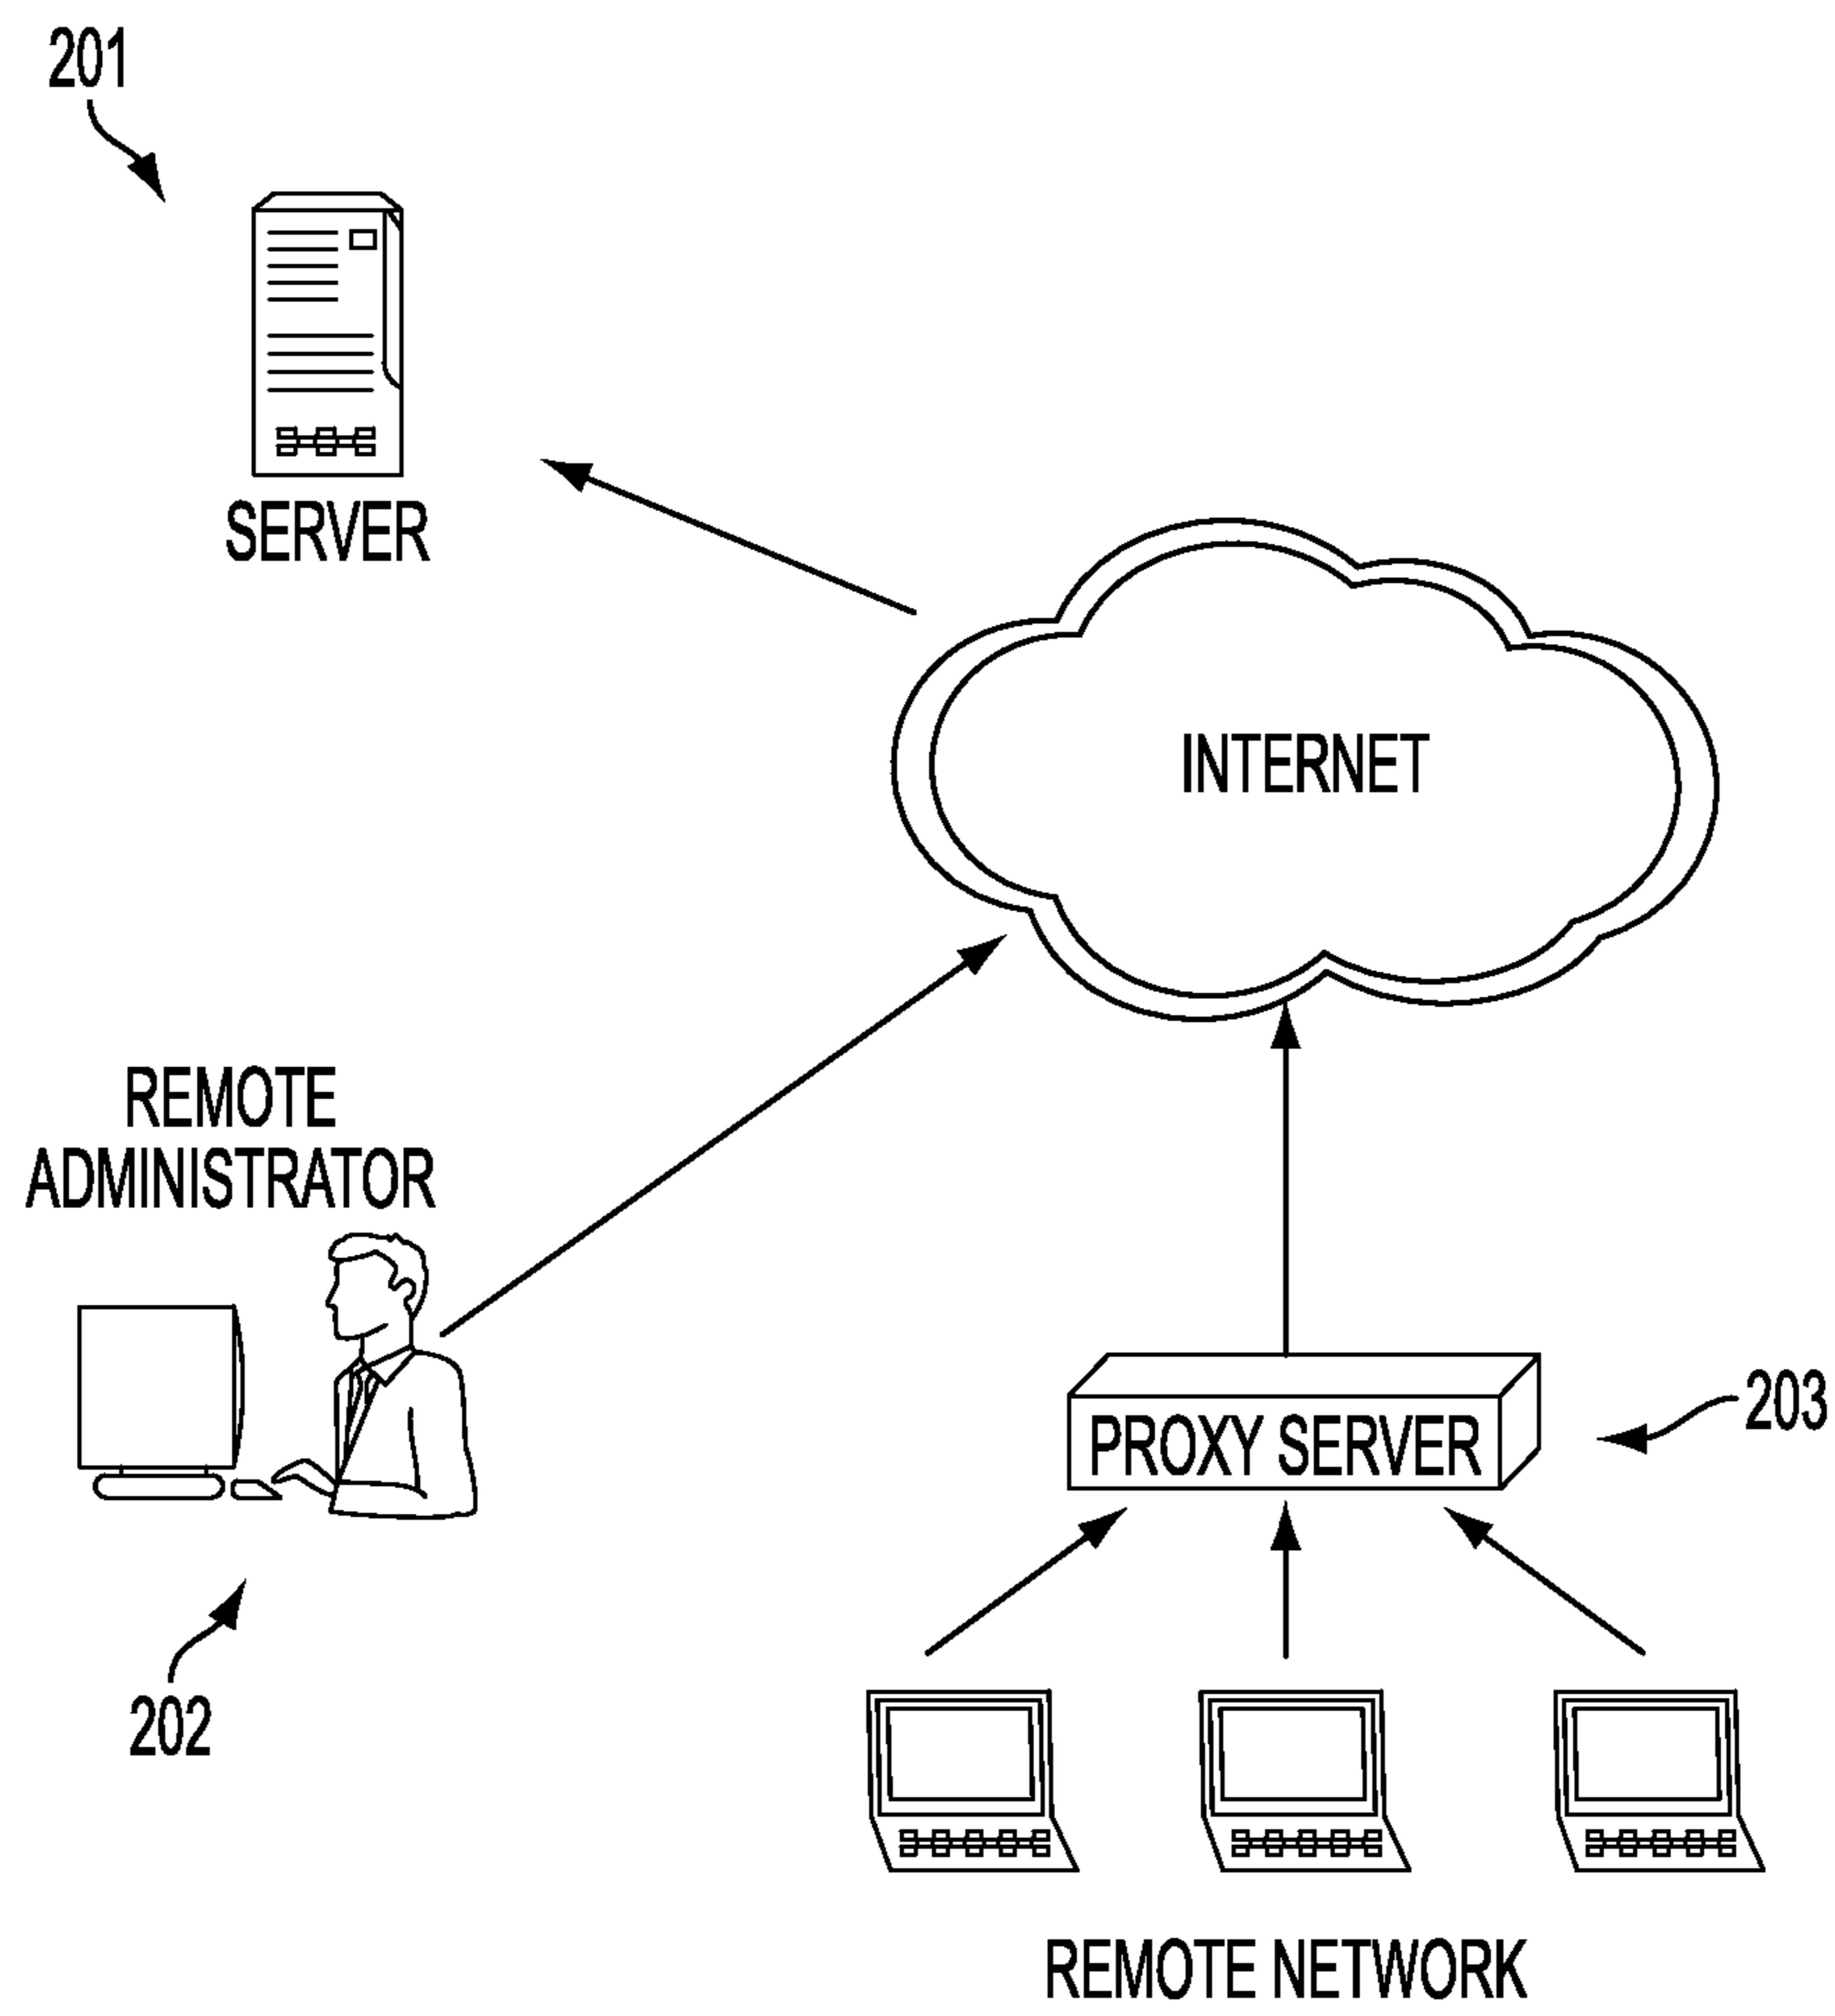 201
SERVER
INTERNET
REMOTE
ADMINISTRATOR
PROXY SERVER
203
202
REMOTE NETWORK